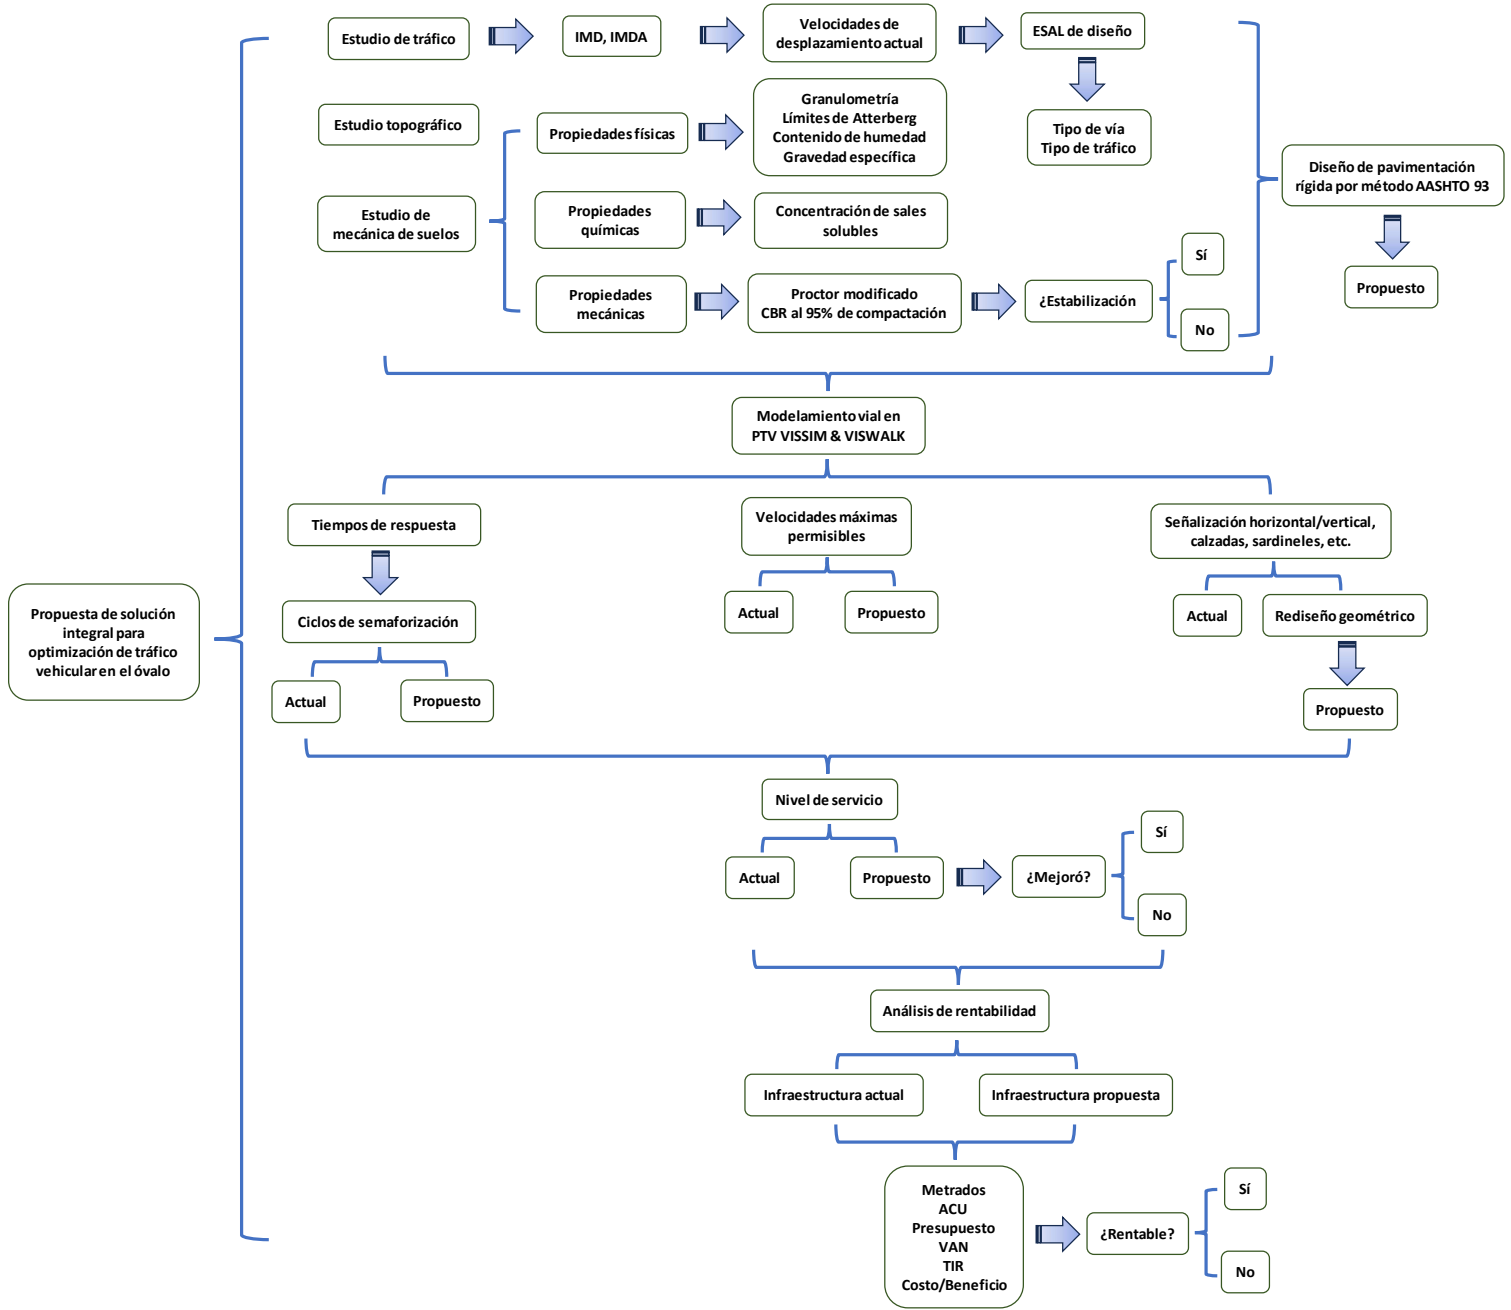 Estudio de tráfico
IMD, IMDA
Velocidades de
desplazamiento actual
ESAL de diseño
Tipo de vía
Tipo de tráfico
Estudio topográfico
Estudio de
mecánica de suelos
Propiedades físicas
Granulometría
Límites de Atterberg
Contenido de humedad
Gravedad específica
Propiedades
químicas
Concentración de sales
solubles
Propiedades
mecánicas
Proctor modificado
CBR al 95% de compactación
¿Estabilización
Sí
No
Diseño de pavimentación
rígida por método AASHTO 93
Propuesto
Modelamiento vial en
PTV VISSIM & VISWALK
Tiempos de respuesta
Ciclos de semaforización
Actual
Propuesto
Velocidades máximas
permisibles
Actual
Propuesto
Señalización horizontal/vertical,
calzadas, sardineles, etc.
Actual
Rediseño geométrico
Propuesto
Propuesta de solución
integral para
optimización de tráfico
vehicular en el óvalo
Nivel de servicio
Actual
Propuesto
¿Mejoró?
Sí
No
Análisis de rentabilidad
Infraestructura actual
Infraestructura propuesta
Metrados
ACU
Presupuesto
VAN
TIR
Costo/Beneficio
¿Rentable?
Sí
No